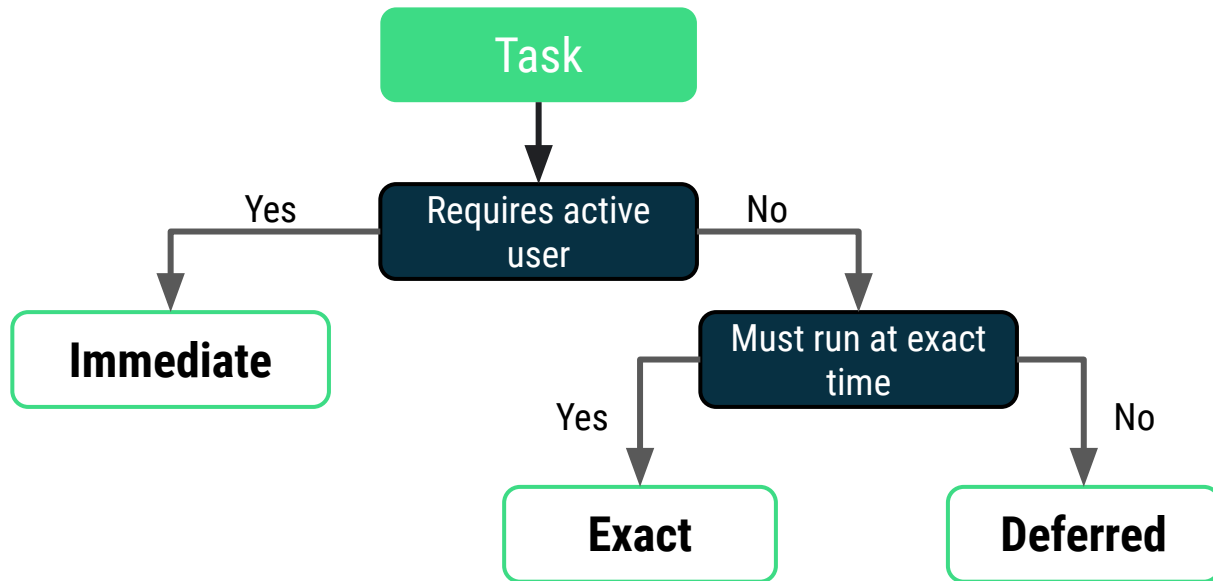 Task
Yes
Requires active
user
No
Immediate
Must run at exact
time
Yes
No
Exact
Deferred